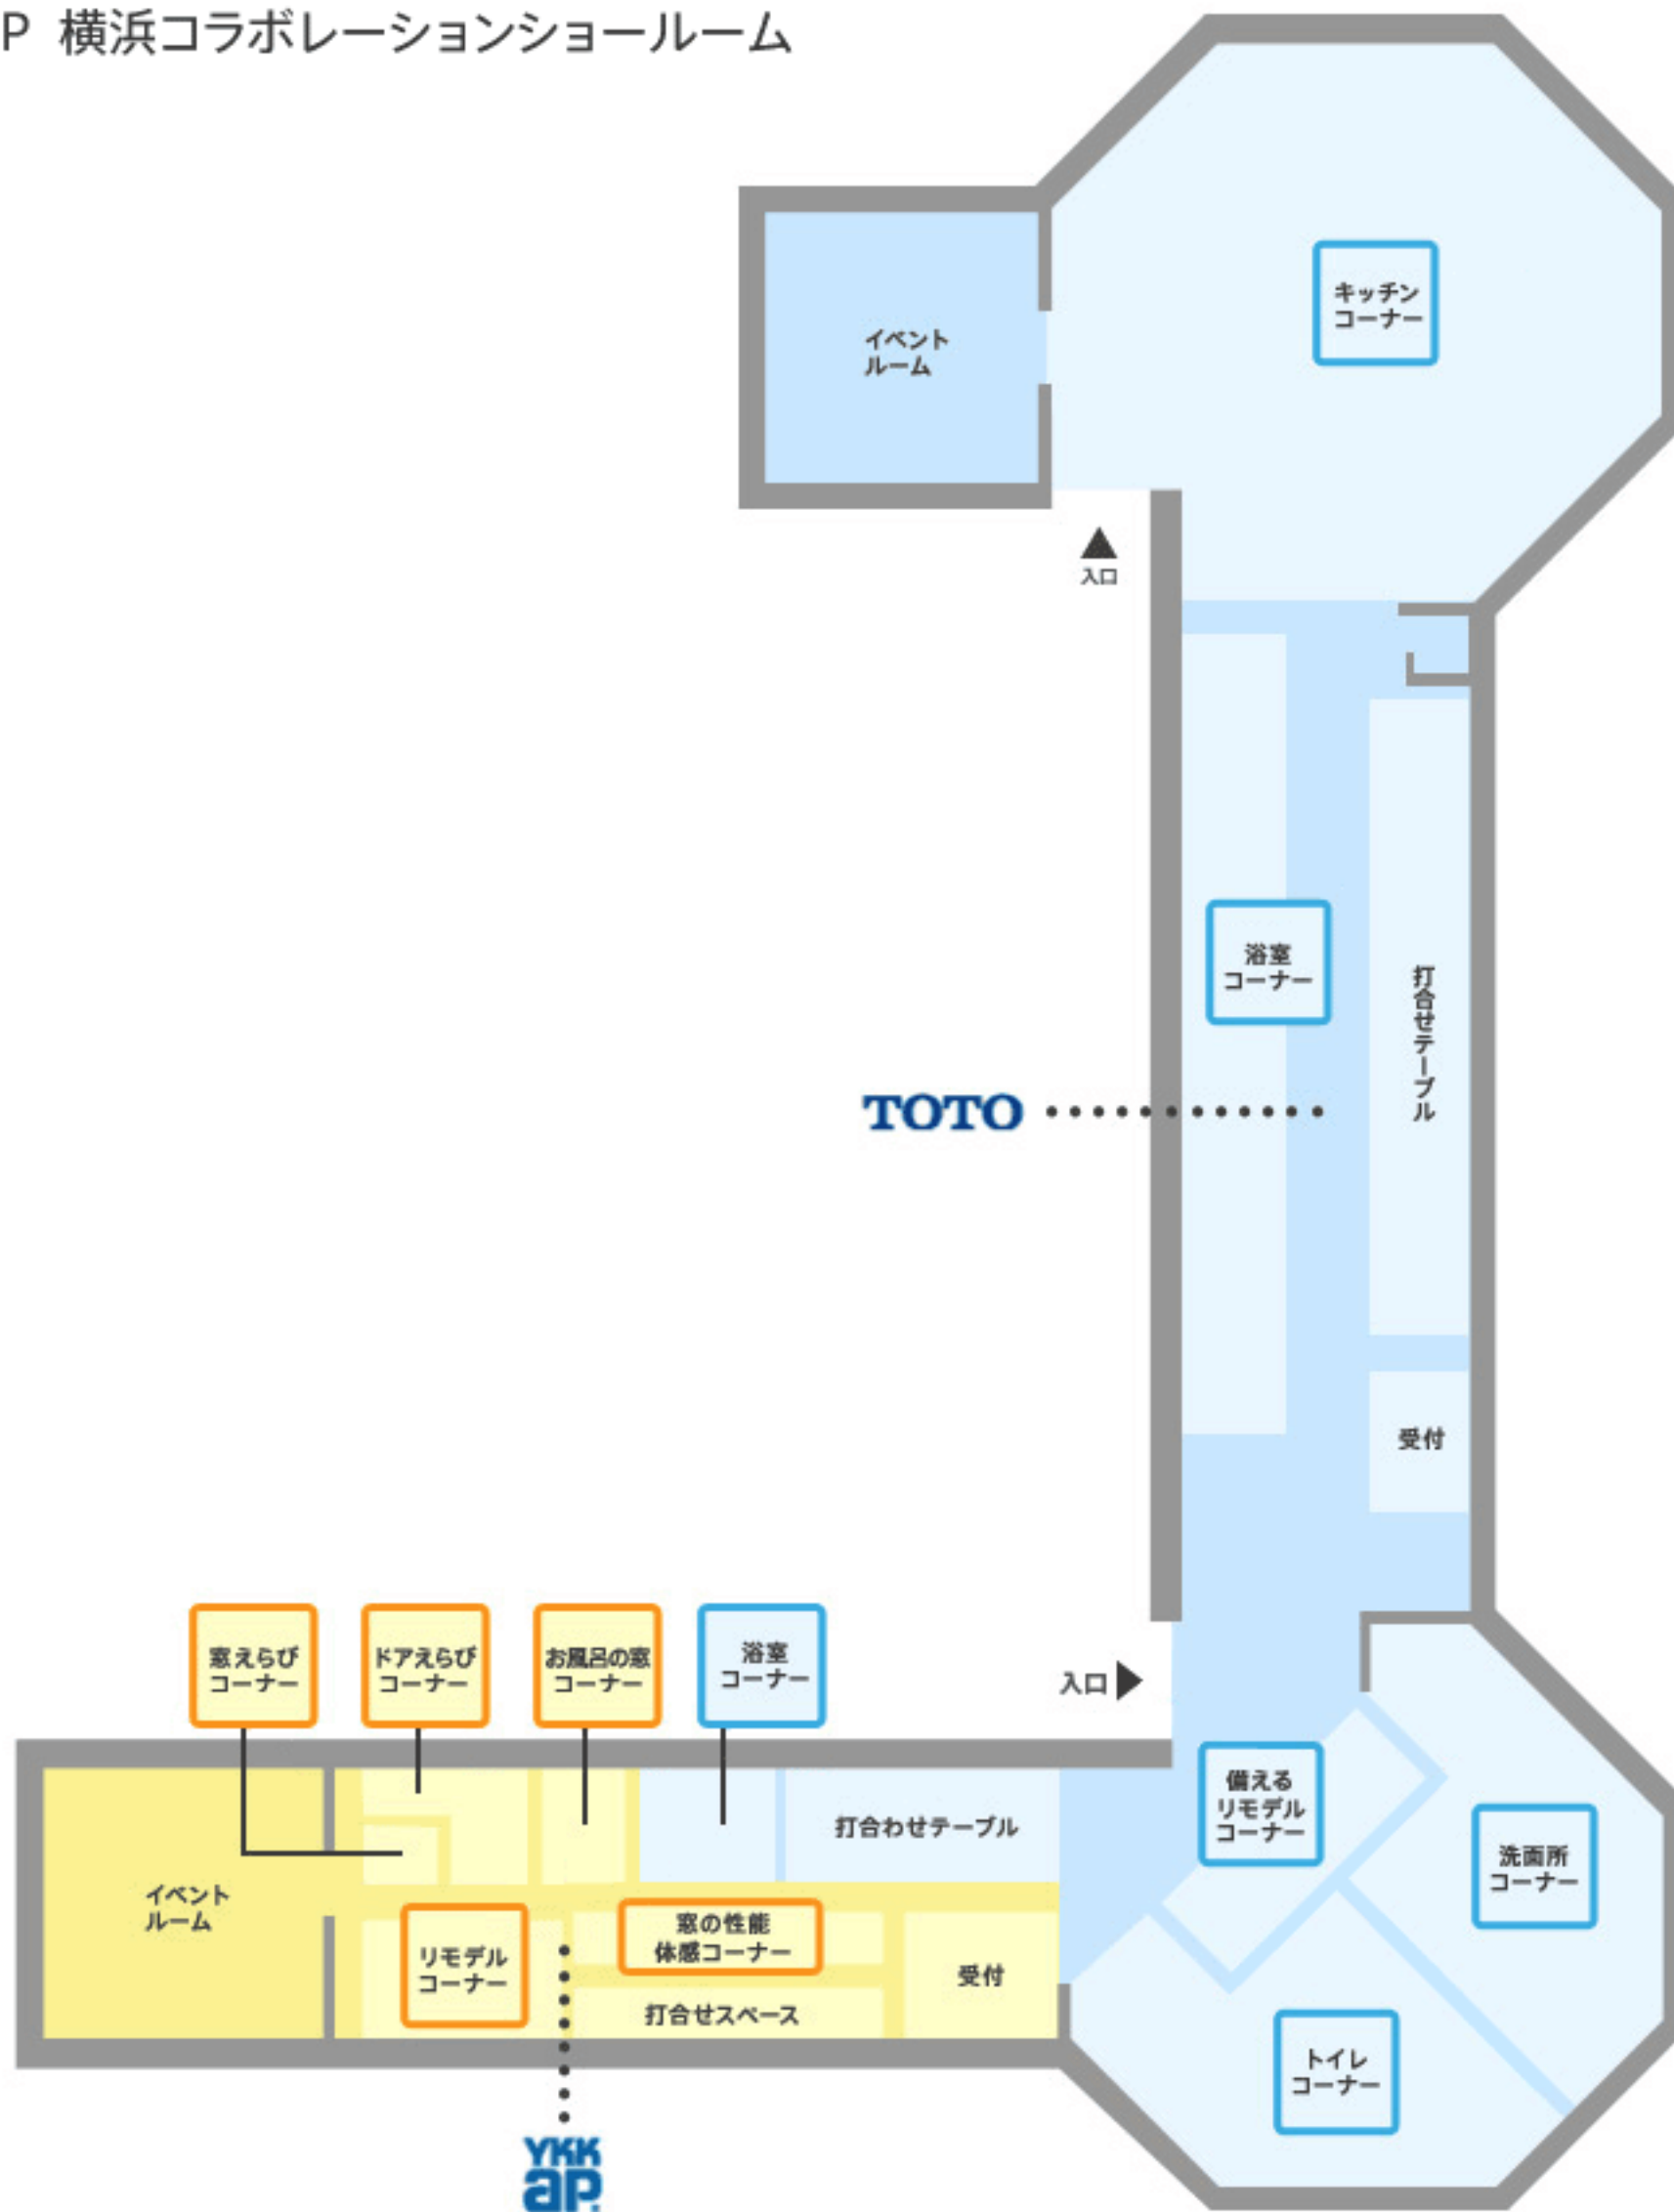 P 横浜コラボレーションショールーム
キッチン
コーナー
イベント
ルーム
入口
浴室
コーナー
打合せテーブル
TOTO
受付
窓えらび
コーナー
ドアえらび
コーナー
お風呂の窓
コーナー
浴室
コーナー
入口
備える
リモデル
コーナー
打合わせテーブル
洗面所
コーナー
イベント
ルーム
リモデル
コーナー
窓の性能
体感コーナー
受付
打合せスペース
トイレ
コーナー
YKK
ap